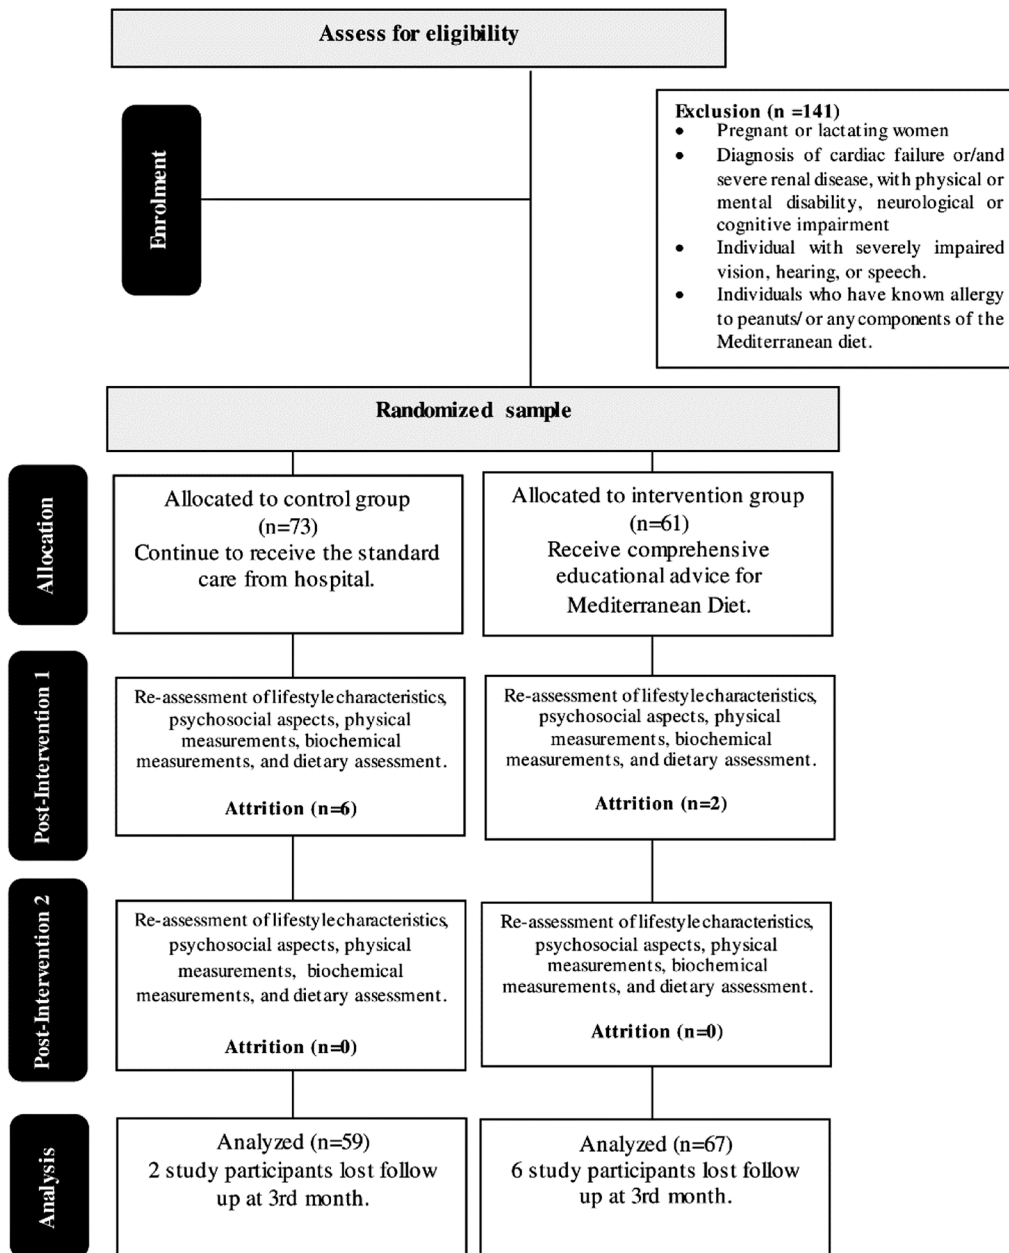 Assess for eligibility
Enrolment
Exclusion (n =141)
• Pregnant or lactating women
• Diagnosis of cardiac failure or/and
severe renal disease, with physical or
mental disability, neurological or
cognitive impairment
• Individual with severely impaired
vision, hearing, or speech.
• Individuals who have known allergy
to peanuts/ or any components of the
Mediterranean diet.
Randomized sample
Allocation
Allocated to control group
(n=73)
Continue to receive the standard
care from hospital.
Allocated to intervention group
(n=61)
Receive comprehensive
educational advice for
Mediterranean Diet.
Post-Intervention 1
Re-assessment of lifestyle characteristics,
psychosocial aspects, physical
measurements, biochemical
measurements, and dietary assessment.
Attrition (n=6)
Re-assessment of lifestyle characteristics,
psychosocial aspects, physical
measurements, biochemical
measurements, and dietary assessment.
Attrition (n=2)
Post-Intervention 2
Re-assessment of lifestyle characteristics,
psychosocial aspects, physical
measurements, biochemical
measurements, and dietary assessment.
Attrition (n=0)
Re-assessment of lifestyle characteristics,
psychosocial aspects, physical
measurements, biochemical
measurements, and dietary assessment.
Attrition (n=0)
Analysis
Analyzed (n=59)
2 study participants lost follow
up at 3rd month.
Analyzed (n=67)
6 study participants lost follow
up at 3rd month.